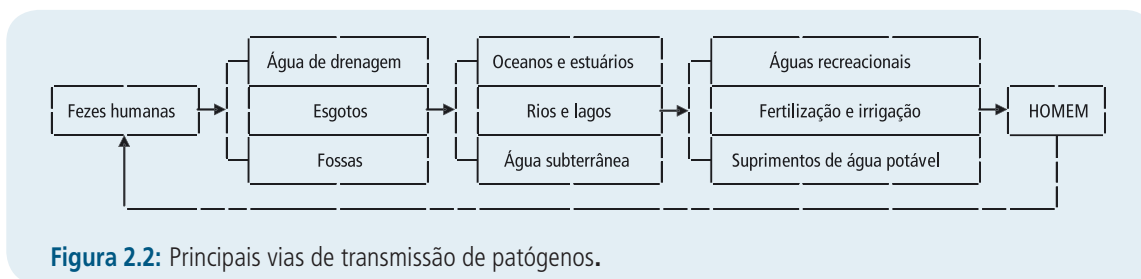 Água de drenagem
Oceanos e estuários
Águas recreacionais
Fezes humanas
Esgotos
Rios e lagos
Fertilização e irrigação
HOMEM
Fossas
Água subterrânea
Suprimentos de água potável
Figura 2.2: Principais vias de transmissão de patógenos.